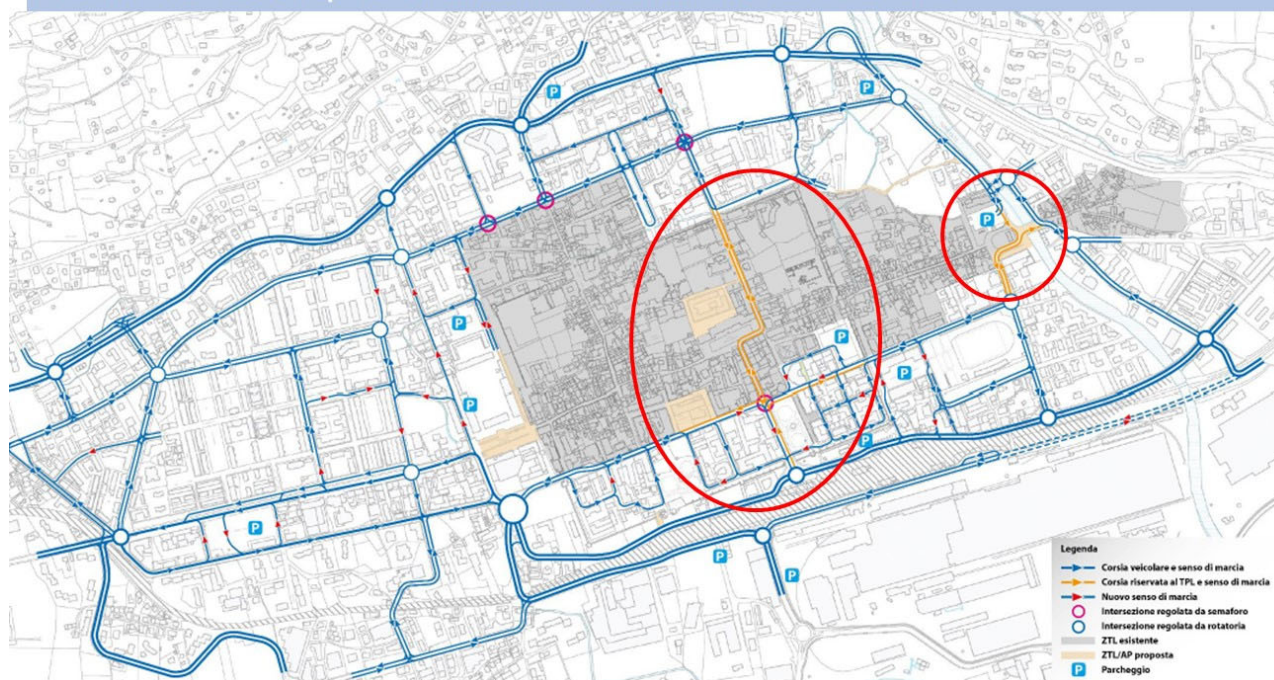 P
P
P
P
P
P
P
P
P
P
P
P
Legenda
Corsia veicolare e senso di marcia
Corsia riservata al TPL e senso di marcia
Nuovo senso di marcia
Intersezione regolata da semaforo
Intersezione regolata da rotatoria
ZTL esistente
ZTL/AP proposta
P Parcheggio